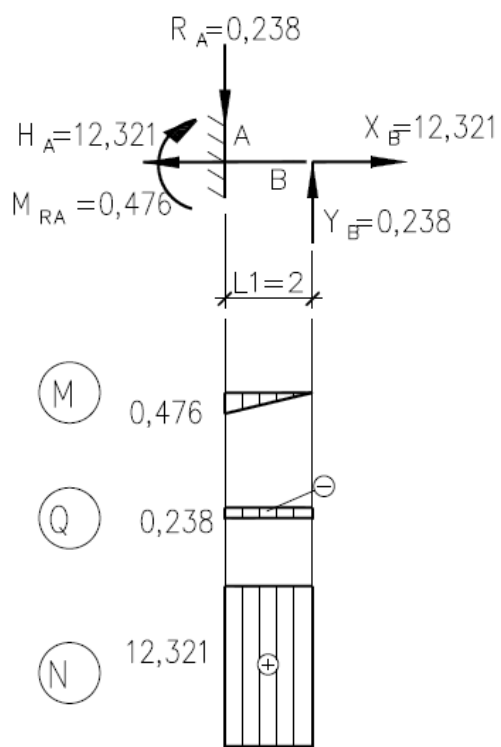 R A=0,238
H A=12,321
A
X B=12,321
B
M RA=0,476
Y B=0,238
L1=2
M
0,476
−
Q
0,238
12,321
+
N